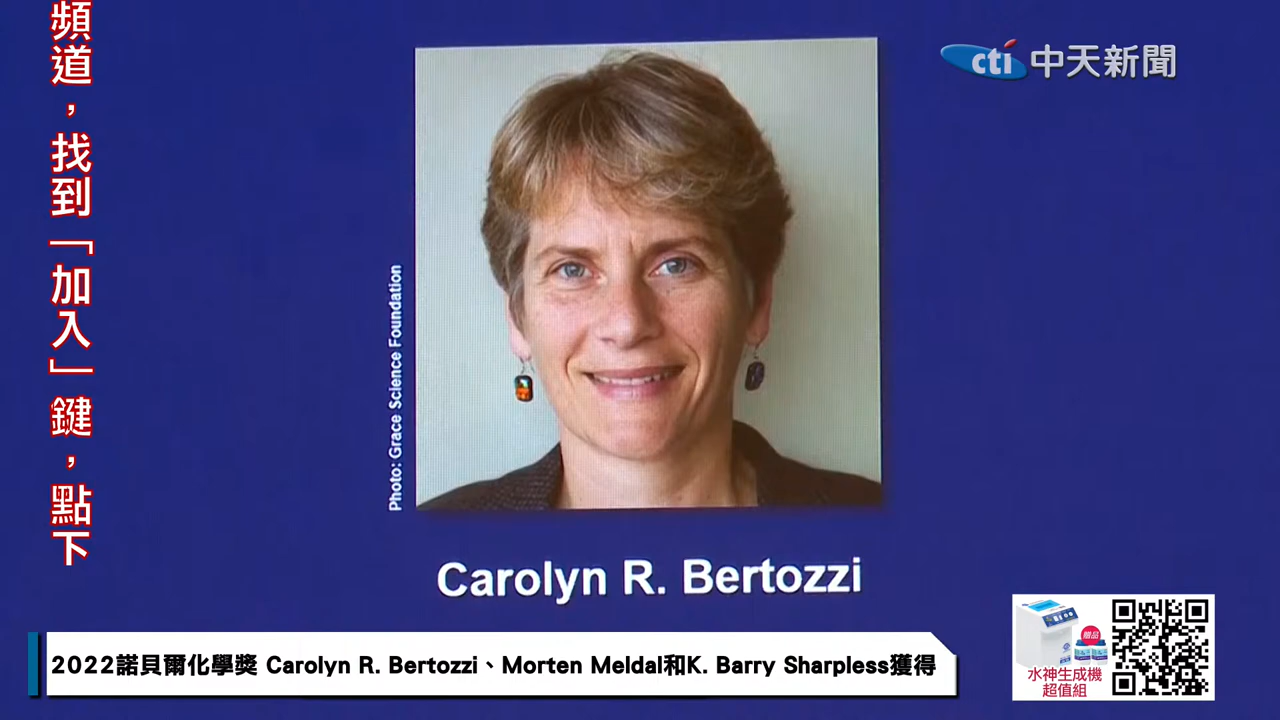 頻道，找到「加入」鍵，點下
cti 中天新聞
Photo: Grace Science Foundation
Carolyn R. Bertozzi
2022諾貝爾化學獎 Carolyn R. Bertozzi、Morten Meldal和K. Barry Sharpless獲得
贈品
水神生成機
超值組